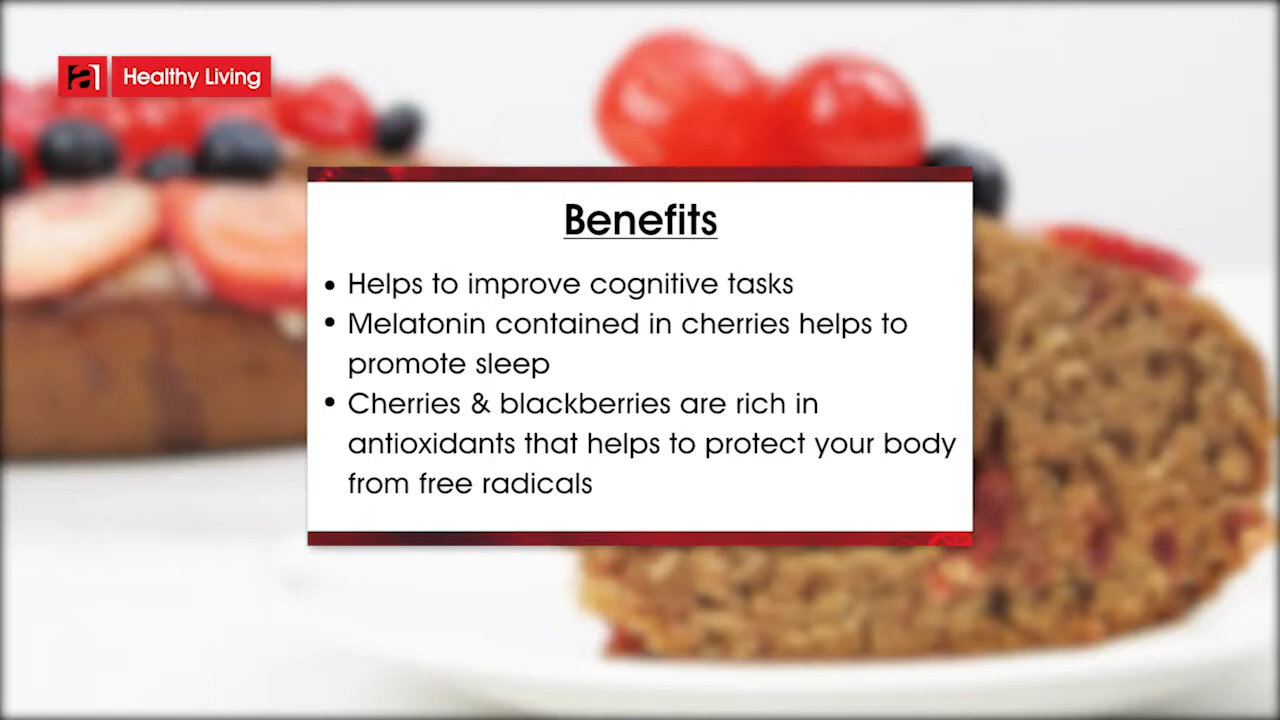 a1 Healthy Living
Benefits
• Helps to improve cognitive tasks
• Melatonin contained in cherries helps to
promote sleep
• Cherries & blackberries are rich in
antioxidants that helps to protect your body
from free radicals